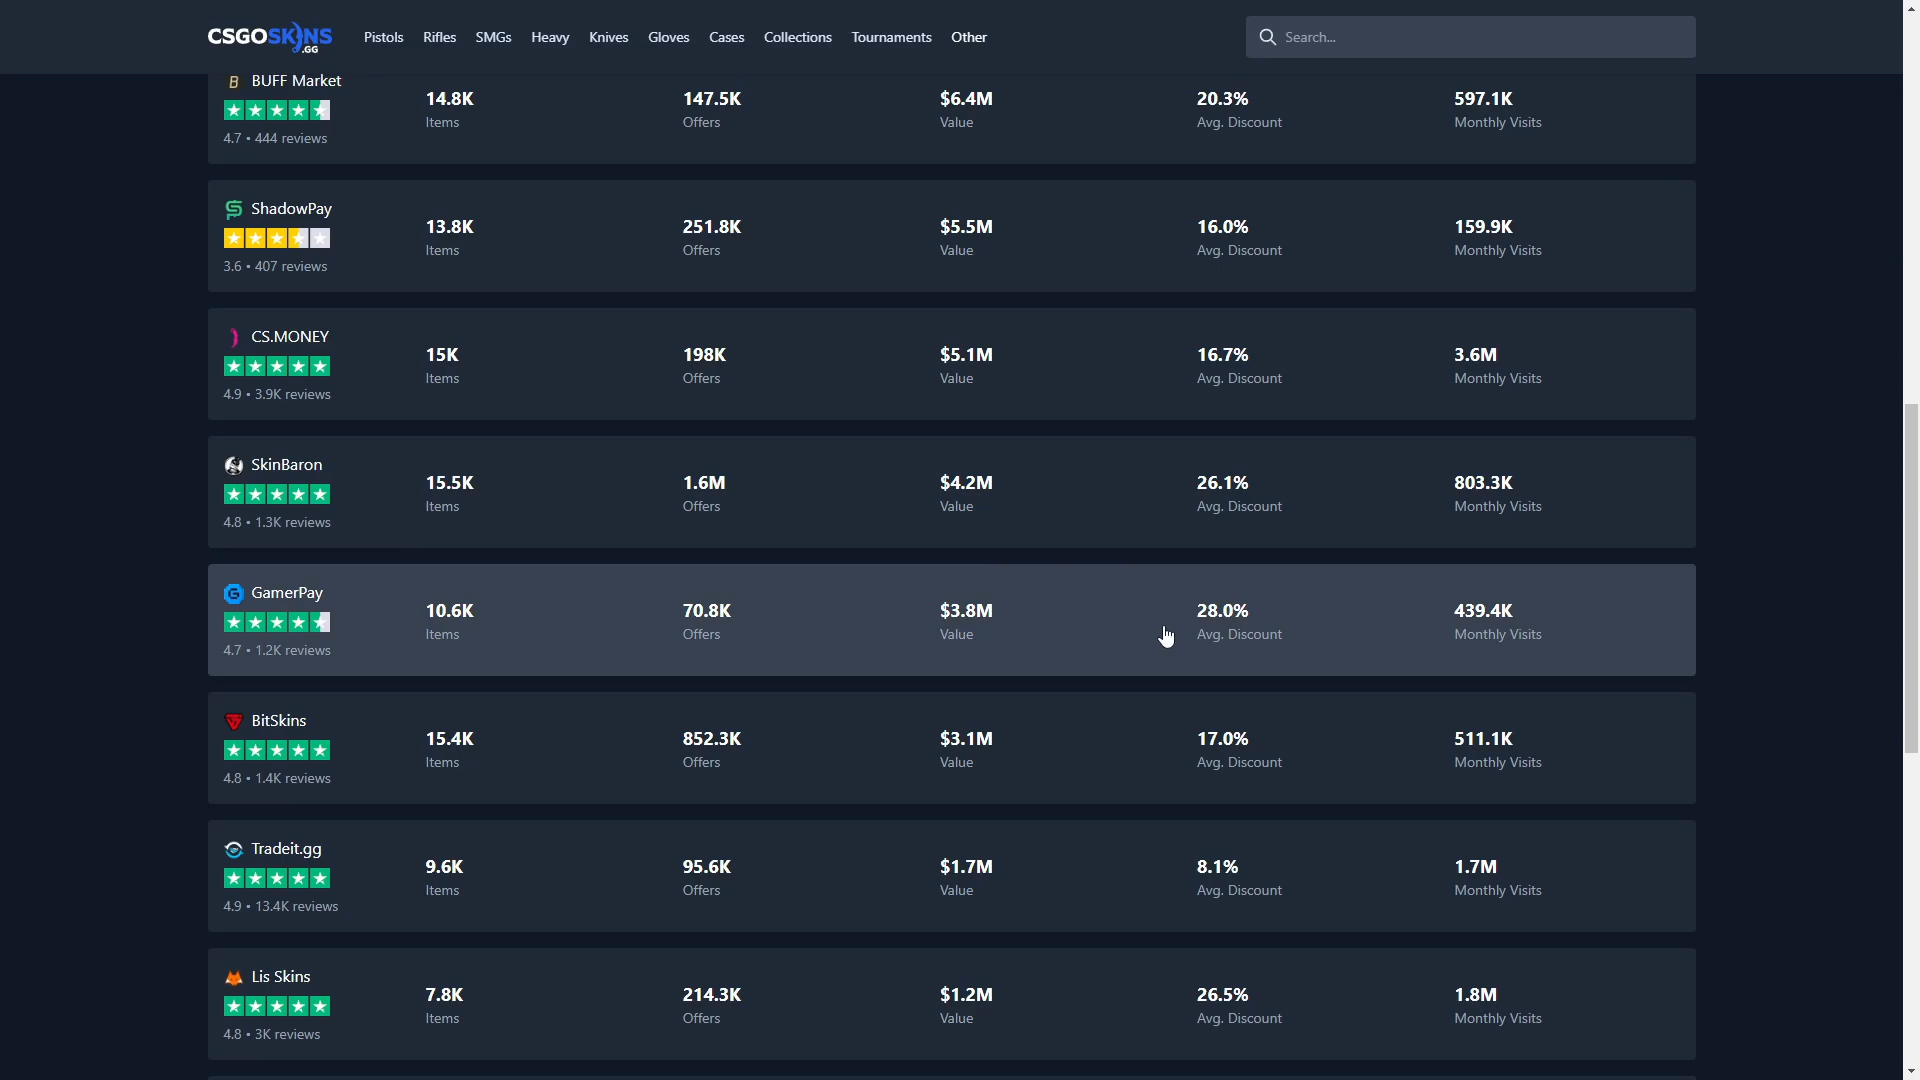 CSGOSKINS.GG
Pistols Rifles SMGs Heavy Knives Gloves Cases Collections Tournaments Other
Search...
BUFF Market
4.7 • 444 reviews
14.8K
Items
147.5K
Offers
$6.4M
Value
20.3%
Avg. Discount
597.1K
Monthly Visits
ShadowPay
3.6 • 407 reviews
13.8K
Items
251.8K
Offers
$5.5M
Value
16.0%
Avg. Discount
159.9K
Monthly Visits
CS.MONEY
4.9 • 3.9K reviews
15K
Items
198K
Offers
$5.1M
Value
16.7%
Avg. Discount
3.6M
Monthly Visits
SkinBaron
4.8 • 1.3K reviews
15.5K
Items
1.6M
Offers
$4.2M
Value
26.1%
Avg. Discount
803.3K
Monthly Visits
GamerPay
4.7 • 1.2K reviews
10.6K
Items
70.8K
Offers
$3.8M
Value
28.0%
Avg. Discount
439.4K
Monthly Visits
BitSkins
4.8 • 1.4K reviews
15.4K
Items
852.3K
Offers
$3.1M
Value
17.0%
Avg. Discount
511.1K
Monthly Visits
Tradeit.gg
4.9 • 13.4K reviews
9.6K
Items
95.6K
Offers
$1.7M
Value
8.1%
Avg. Discount
1.7M
Monthly Visits
Lis Skins
4.8 • 3K reviews
7.8K
Items
214.3K
Offers
$1.2M
Value
26.5%
Avg. Discount
1.8M
Monthly Visits